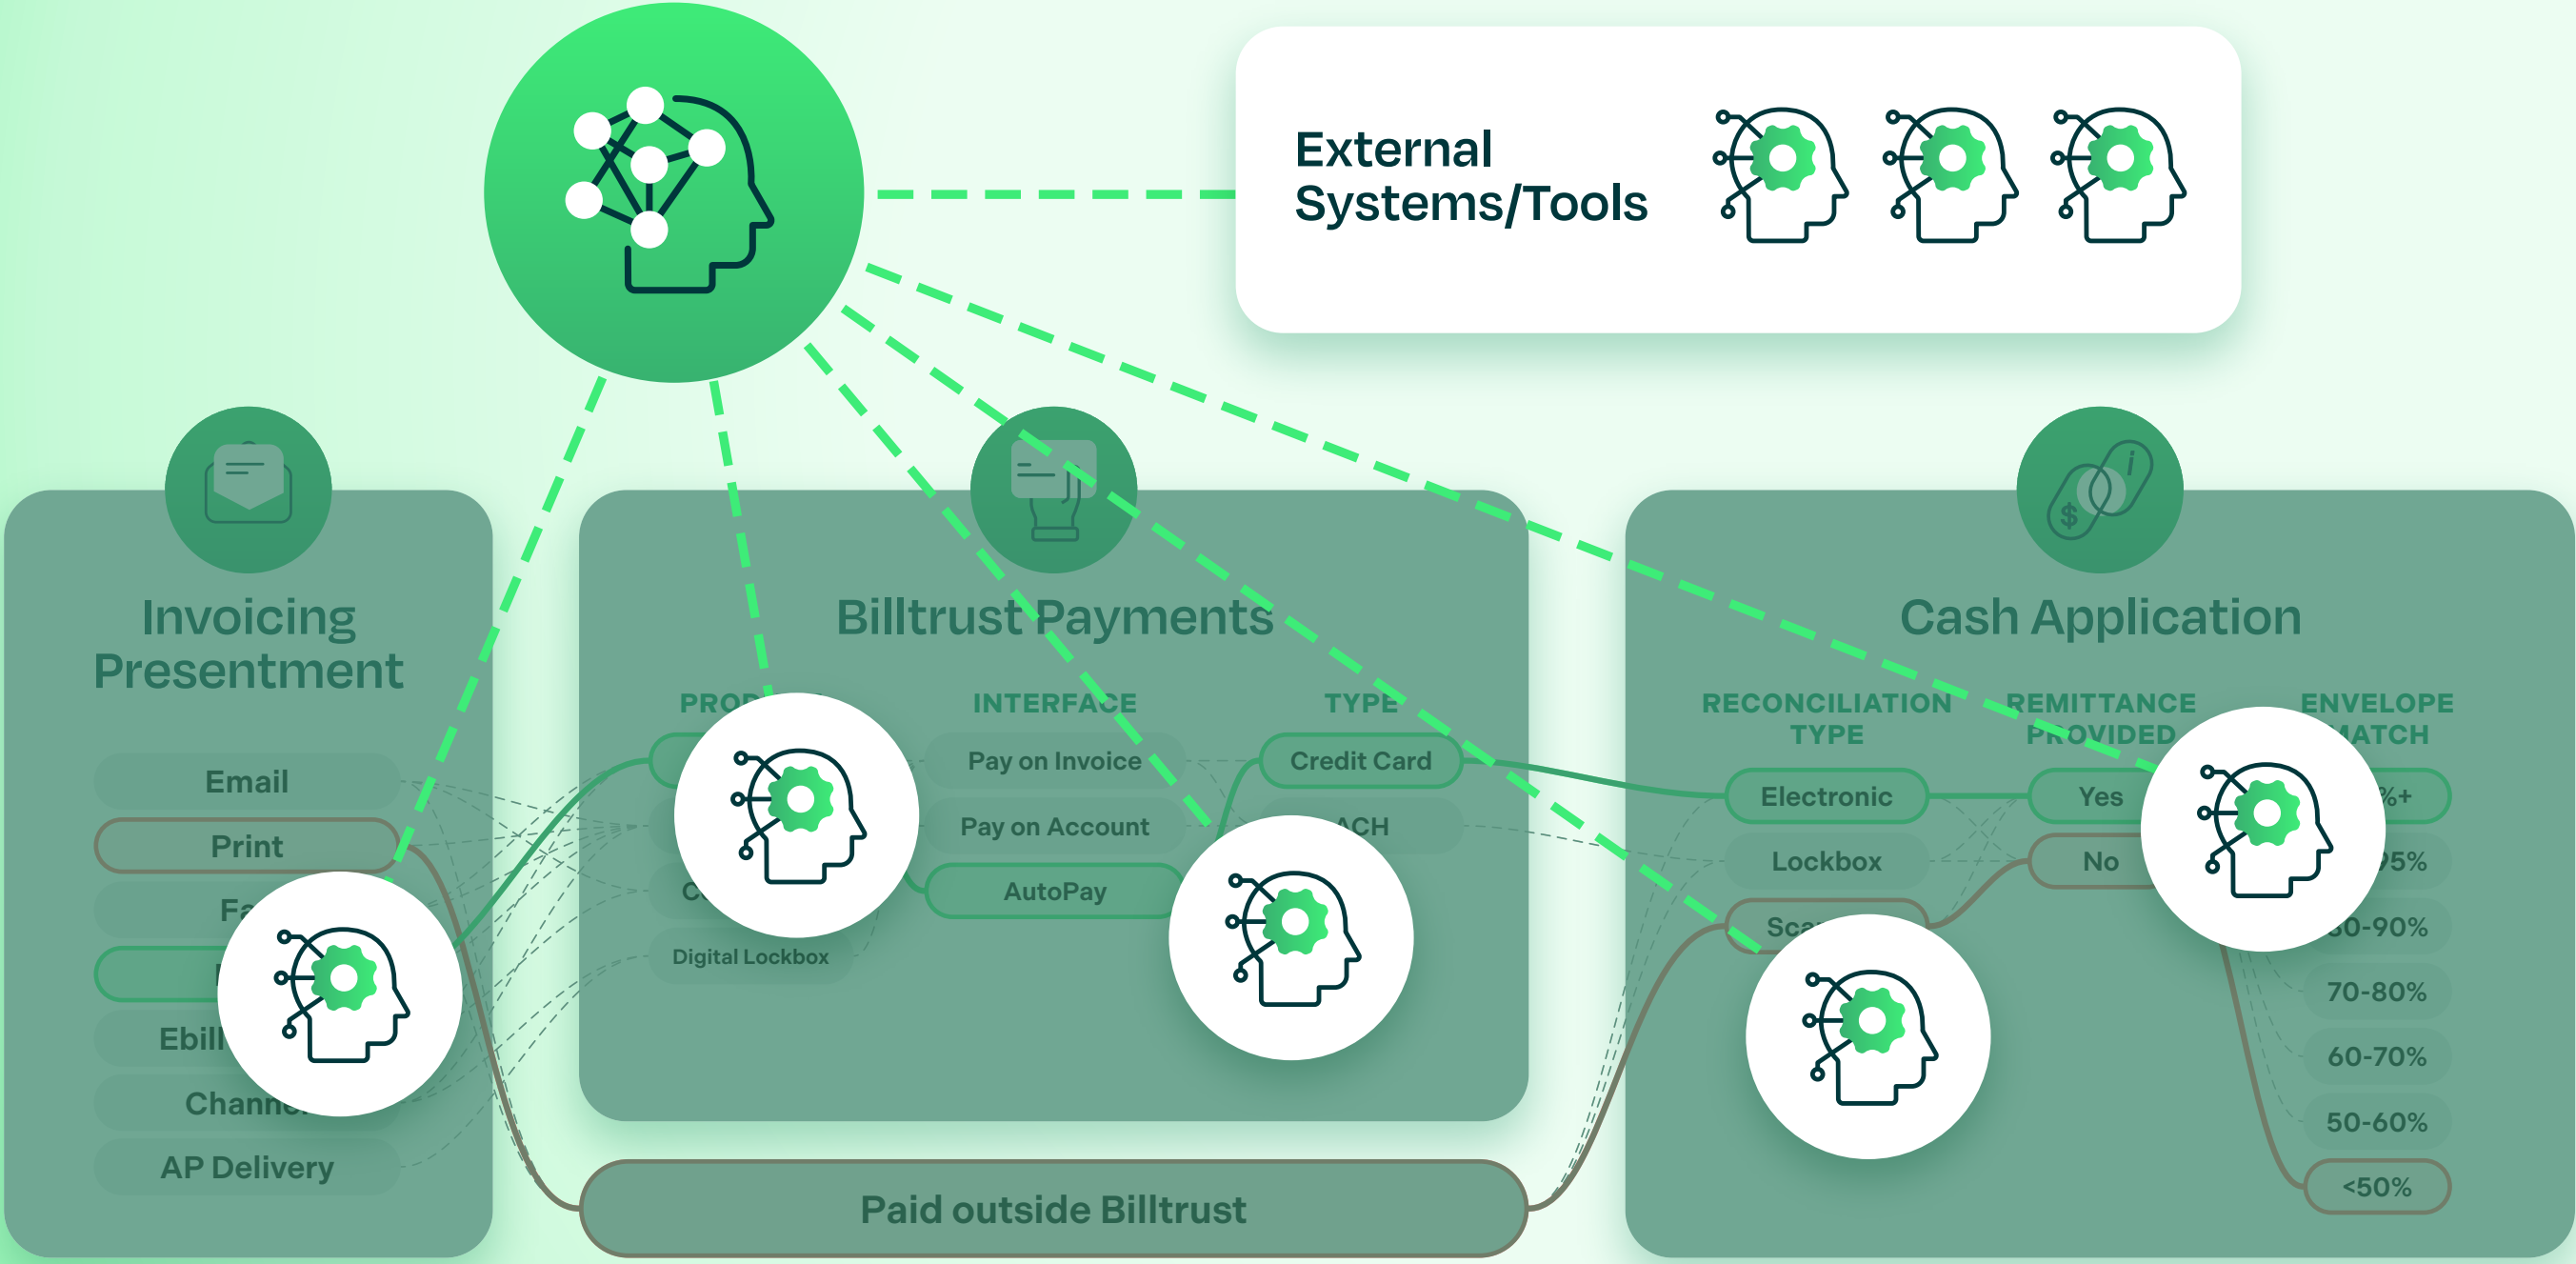 External
Systems/Tools
Invoicing
Presentment
Email
Print
AP Delivery
Billtrust Payments
INTERFACE
Pay on Invoice
Pay on Account
AutoPay
TYPE
Credit Card
ACH
Digital Lockbox
Paid outside Billtrust
Cash Application
RECONCILIATION
TYPE
Electronic
Lockbox
REMITTANCE
PROVIDED
Yes
No
ENVELOPE
70-80%
60-70%
50-60%
<50%
$
i